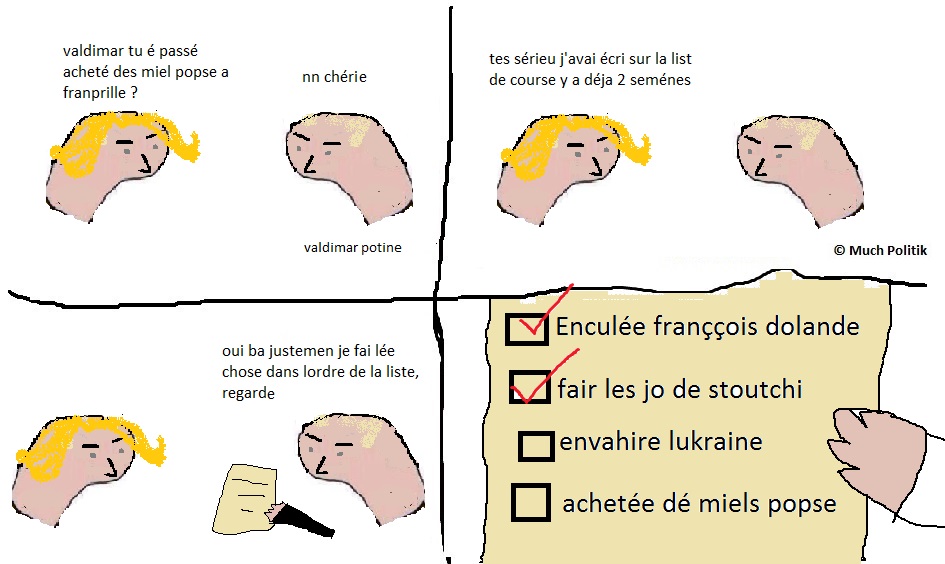 valdimar tu é passé
acheté des miel popse a
franprille ?
nn chérie
valdimar potine
tes sérieu j'avai écri sur la list
de course y a déja 2 seménes
© Much Politik
oui ba justemen je fai lée
chose dans lordre de la liste,
regarde
Enculée françcois dolande
fair les jo de stoutchi
envahire lukraine
achetée dé miels popse